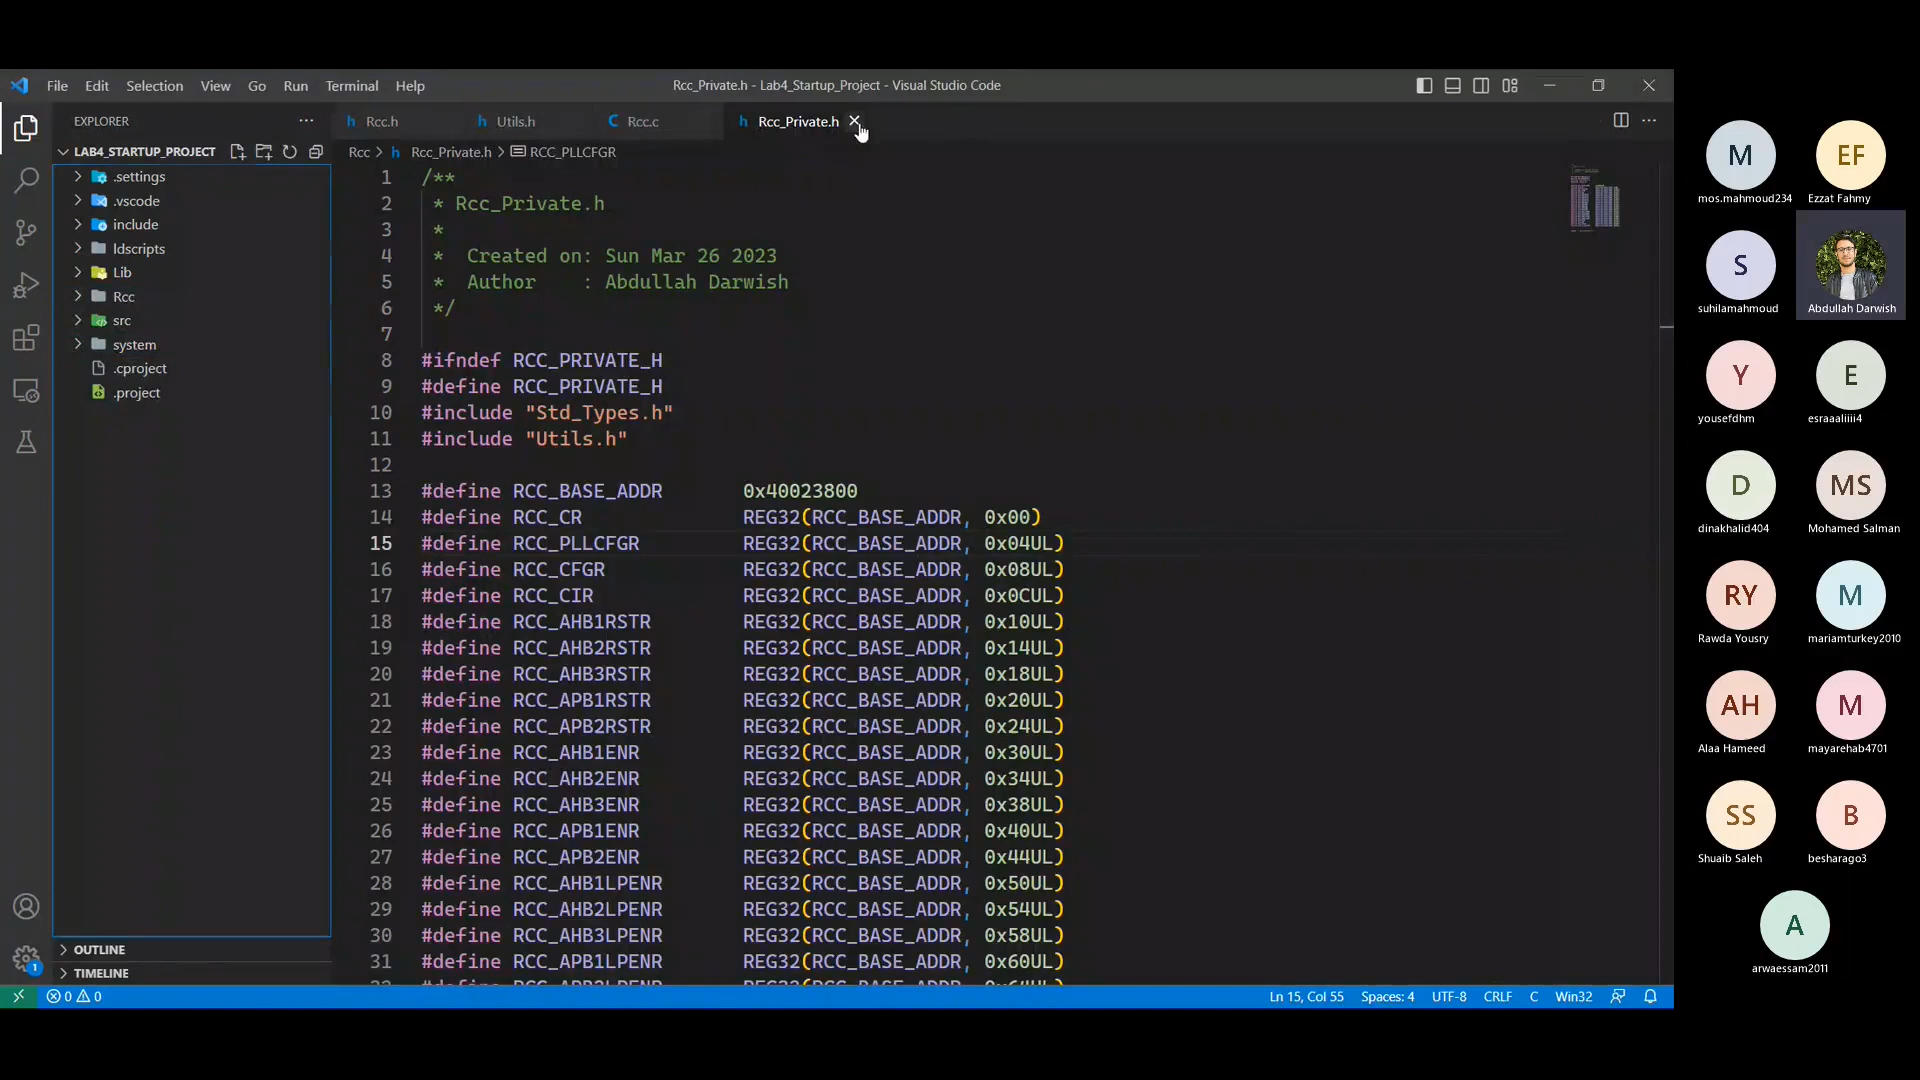 File Edit Selection View Go Run Terminal Help
Rcc_Private.h - Lab4_Startup_Project - Visual Studio Code
EXPLORER
LAB4_STARTUP_PROJECT
.settings
.vscode
include
ldscripts
Lib
Rcc
src
system
.cproject
.project
OUTLINE
TIMELINE
Rcc.h Utils.h Rcc.c Rcc_Private.h
Rcc > Rcc_Private.h > RCC_PLLCFGR
1 /**
2 * Rcc_Private.h
3 *
4 * Created on: Sun Mar 26 2023
5 * Author : Abdullah Darwish
6 */
7
8 #ifndef RCC_PRIVATE_H
9 #define RCC_PRIVATE_H
10 #include "Std_Types.h"
11 #include "Utils.h"
12
13 #define RCC_BASE_ADDR 0x40023800
14 #define RCC_CR REG32(RCC_BASE_ADDR, 0x00)
15 #define RCC_PLLCFGR REG32(RCC_BASE_ADDR, 0x04UL)
16 #define RCC_CFGR REG32(RCC_BASE_ADDR, 0x08UL)
17 #define RCC_CIR REG32(RCC_BASE_ADDR, 0x0CUL)
18 #define RCC_AHB1RSTR REG32(RCC_BASE_ADDR, 0x10UL)
19 #define RCC_AHB2RSTR REG32(RCC_BASE_ADDR, 0x14UL)
20 #define RCC_AHB3RSTR REG32(RCC_BASE_ADDR, 0x18UL)
21 #define RCC_APB1RSTR REG32(RCC_BASE_ADDR, 0x20UL)
22 #define RCC_APB2RSTR REG32(RCC_BASE_ADDR, 0x24UL)
23 #define RCC_AHB1ENR REG32(RCC_BASE_ADDR, 0x30UL)
24 #define RCC_AHB2ENR REG32(RCC_BASE_ADDR, 0x34UL)
25 #define RCC_AHB3ENR REG32(RCC_BASE_ADDR, 0x38UL)
26 #define RCC_APB1ENR REG32(RCC_BASE_ADDR, 0x40UL)
27 #define RCC_APB2ENR REG32(RCC_BASE_ADDR, 0x44UL)
28 #define RCC_AHB1LPENR REG32(RCC_BASE_ADDR, 0x50UL)
29 #define RCC_AHB2LPENR REG32(RCC_BASE_ADDR, 0x54UL)
30 #define RCC_AHB3LPENR REG32(RCC_BASE_ADDR, 0x58UL)
31 #define RCC_APB1LPENR REG32(RCC_BASE_ADDR, 0x60UL)
1
0 0
Ln 15, Col 55 Spaces: 4 UTF-8 CRLF C Win32
M EF
mos.mahmoud234 Ezzat Fahmy
S
suhilamahmoud Abdullah Darwish
Y E
yousefdhm esraaliiii4
D MS
dinakhalid404 Mohamed Salman
RY M
Rawda Yousry mariamturkey2010
AH M
Alaa Hameed mayarehab4701
SS B
Shuaib Saleh besharago3
A
arwaessam2011